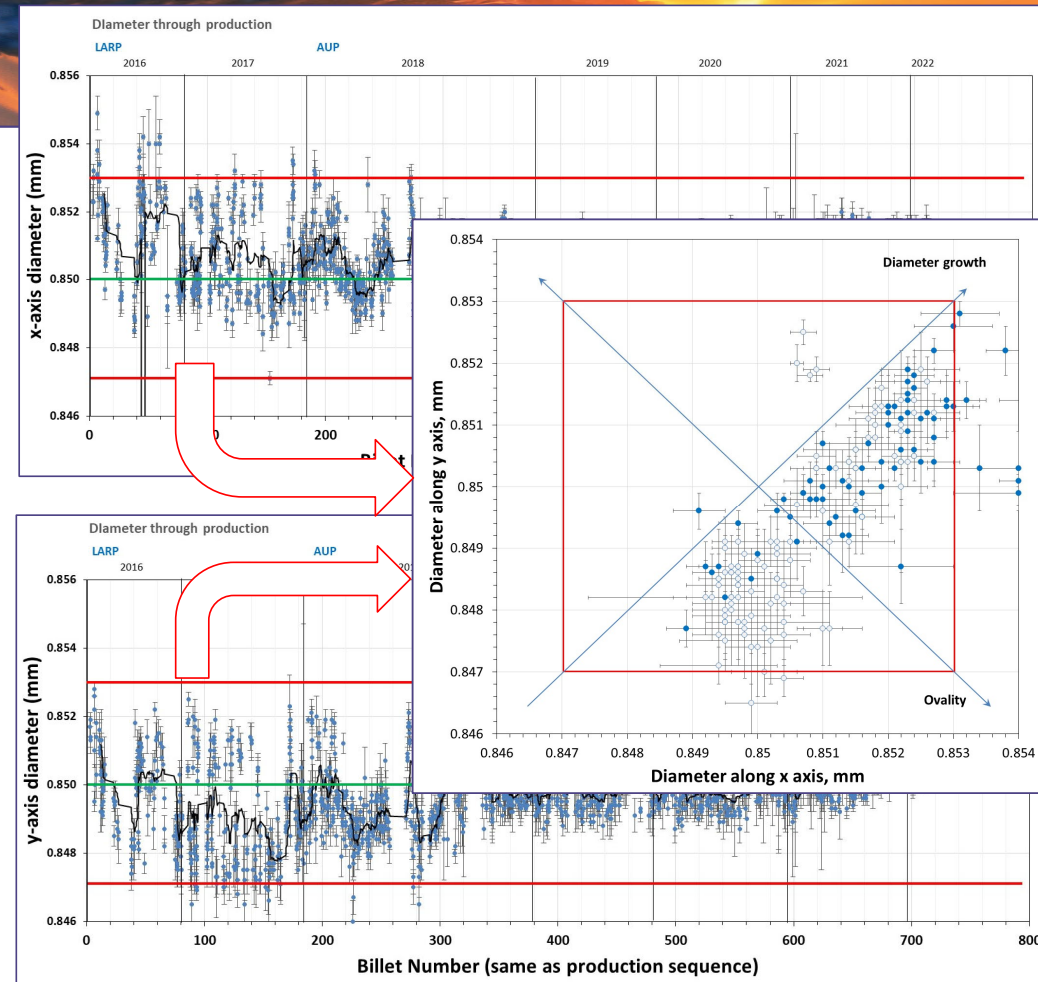 Diameter through production
LARP AUP
2016 2017 2018 2019 2020 2021 2022
0.856
0.854
0.852
0.850
0.848
0.846
x-axis diameter (mm)
0 200
0.854
0.853
0.852
0.851
0.85
0.849
0.848
0.847
0.846
Diameter along y axis, mm
Diameter growth
Ovality
0.846 0.847 0.848 0.849 0.85 0.851 0.852 0.853 0.854
Diameter along x axis, mm
DIameter through production
LARP AUP
2016
0.856
0.854
0.852
0.850
0.848
0.846
y-axis diameter (mm)
0 100 200 300 400 500 600 700 800
Billet Number (same as production sequence)